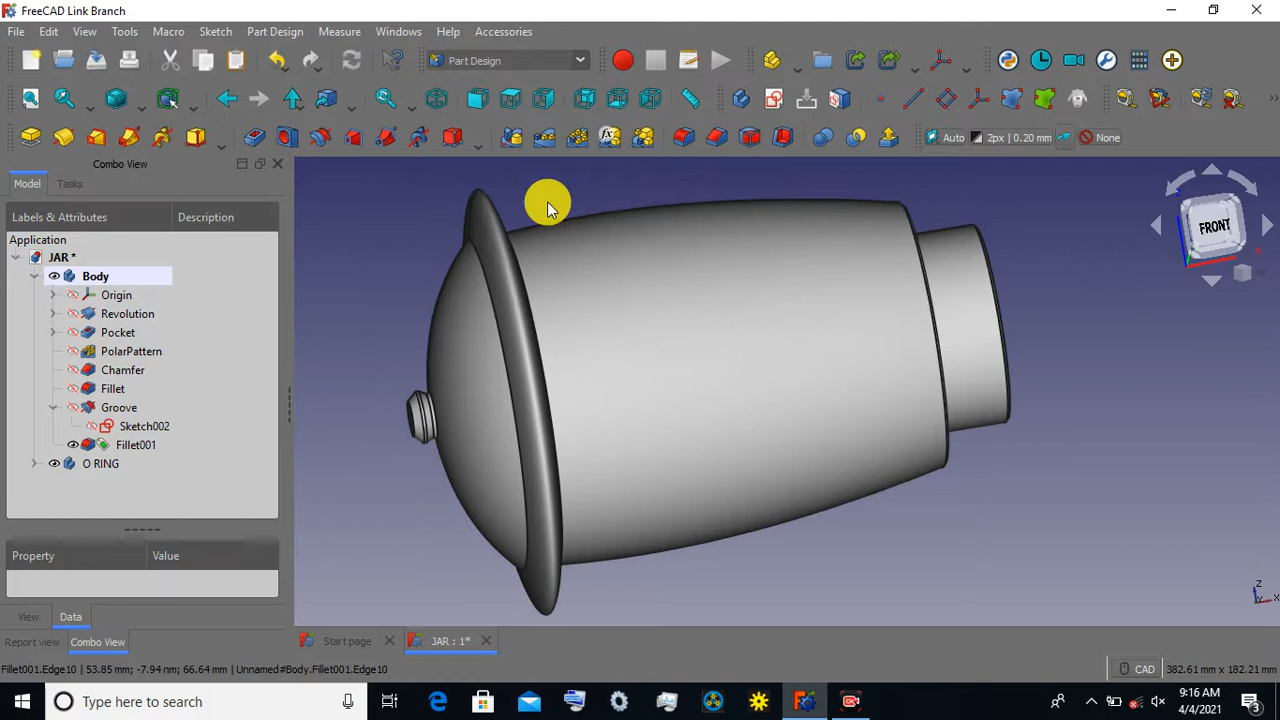 FreeCAD Link Branch
File Edit View Tools Macro Sketch Part Design Measure Windows Help Accessories
Part Design
Auto 2px | 0.20 mm None
Combo View
Model Tasks
Labels & Attributes Description
Application
JAR *
Body
Origin
Revolution
Pocket
PolarPattern
Chamfer
Fillet
Groove
Sketch002
Fillet001
O RING
Property Value
View Data
Report view Combo View
FRONT
Z
X
Start page JAR : 1*
Fillet001.Edge10 | 53.85 mm; -7.94 nm; 66.64 mm | Unnamed#Body.Fillet001.Edge10 CAD 382.61 mm x 182.21 mm
Type here to search
9:16 AM
4/4/2021
3